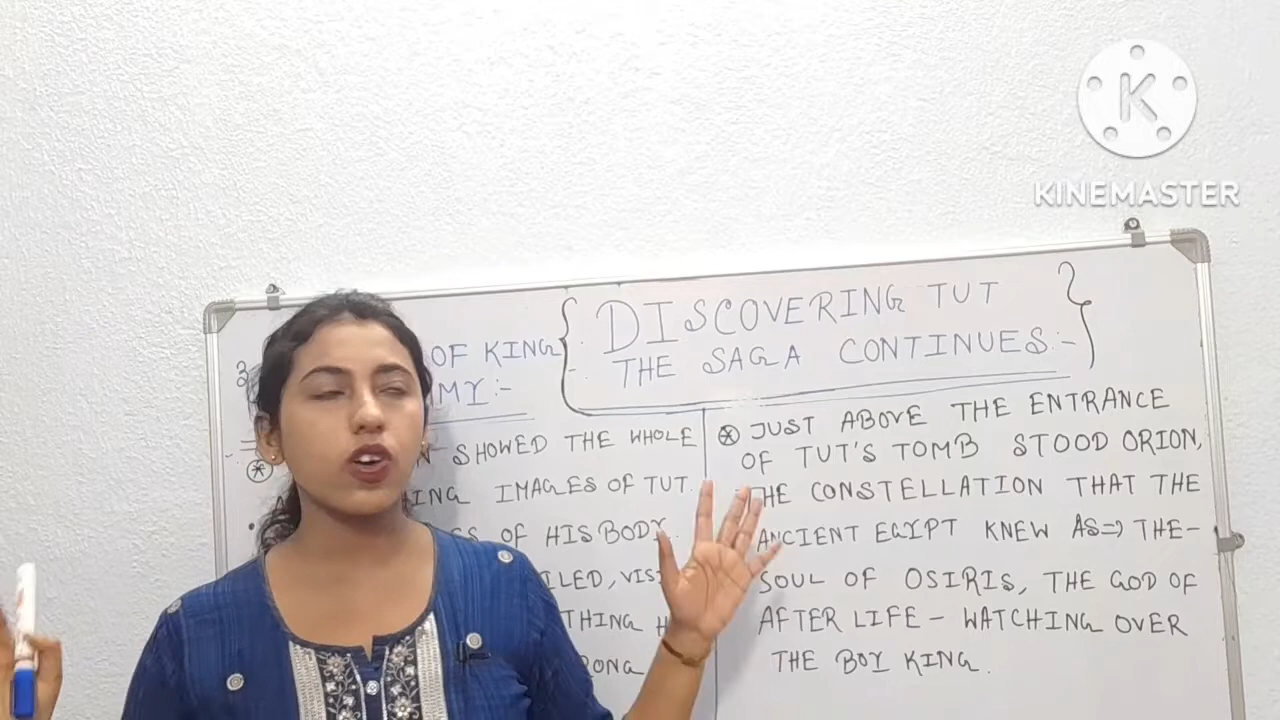 K
KINEMASTER
DISCOVERING TUT
THE SAGA CONTINUES:-
3
OF KING
MY:-
SHOWED THE WHOLE
IMAGES OF TUT.
OF HIS BODY.
THING
JUST ABOVE THE ENTRANCE
OF TUT'S TOMB STOOD ORION,
THE CONSTELLATION THAT THE
ANCIENT EGYPT KNEW AS=> THE-
SOUL OF OSIRIS, THE GOD OF
AFTER LIFE - WATCHING OVER
THE BOY KING.